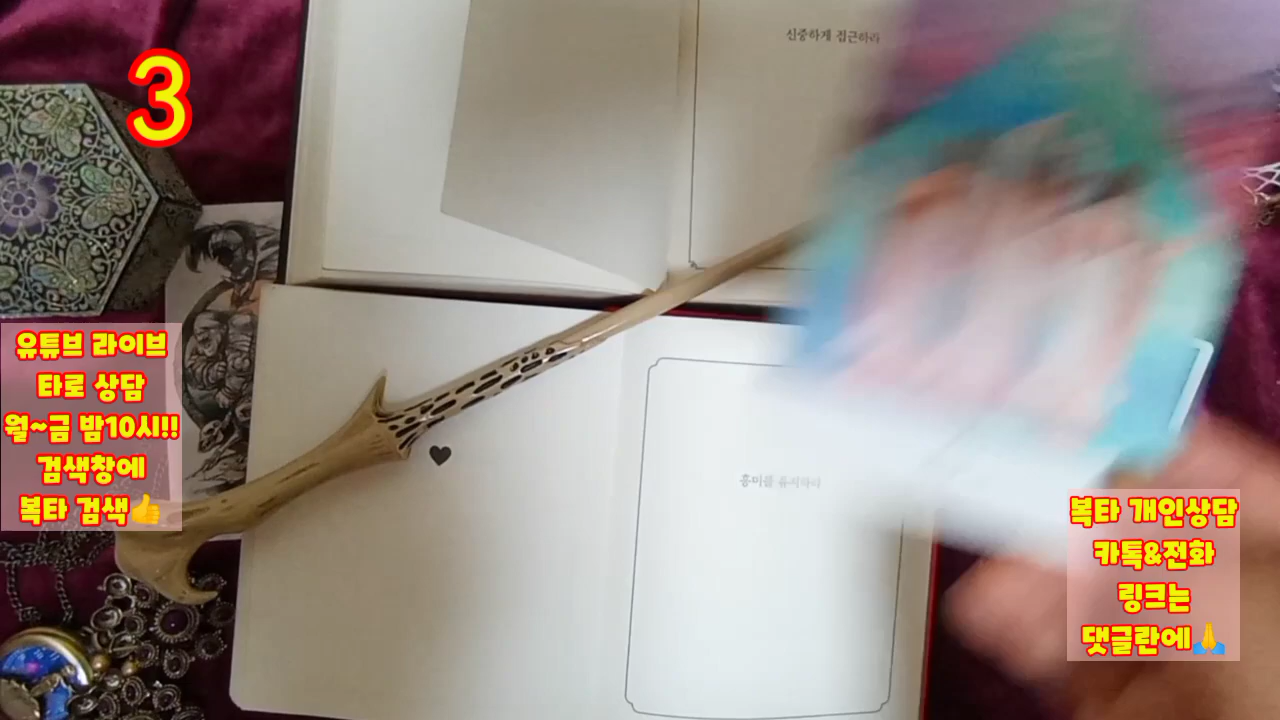 신중하게 접근하라
3
유튜브 라이브
타로 상담
월~금 밤10시!!
검색창에
복타 검색👍
흥미를 유지하라
복타 개인상담
카톡&전화
링크는
댓글란에🙏